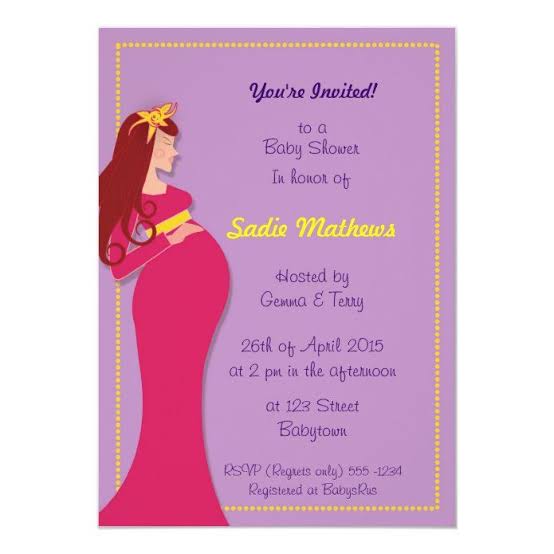 You're Invited!
to a
Baby Shower
In honor of
Sadie Mathews
Hosted by
Gemma & Terry
26th of April 2015
at 2 pm in the afternoon
at 123 Street
Babytown
RSVP (Regrets only) 555 -1234
Registered at BabysRus